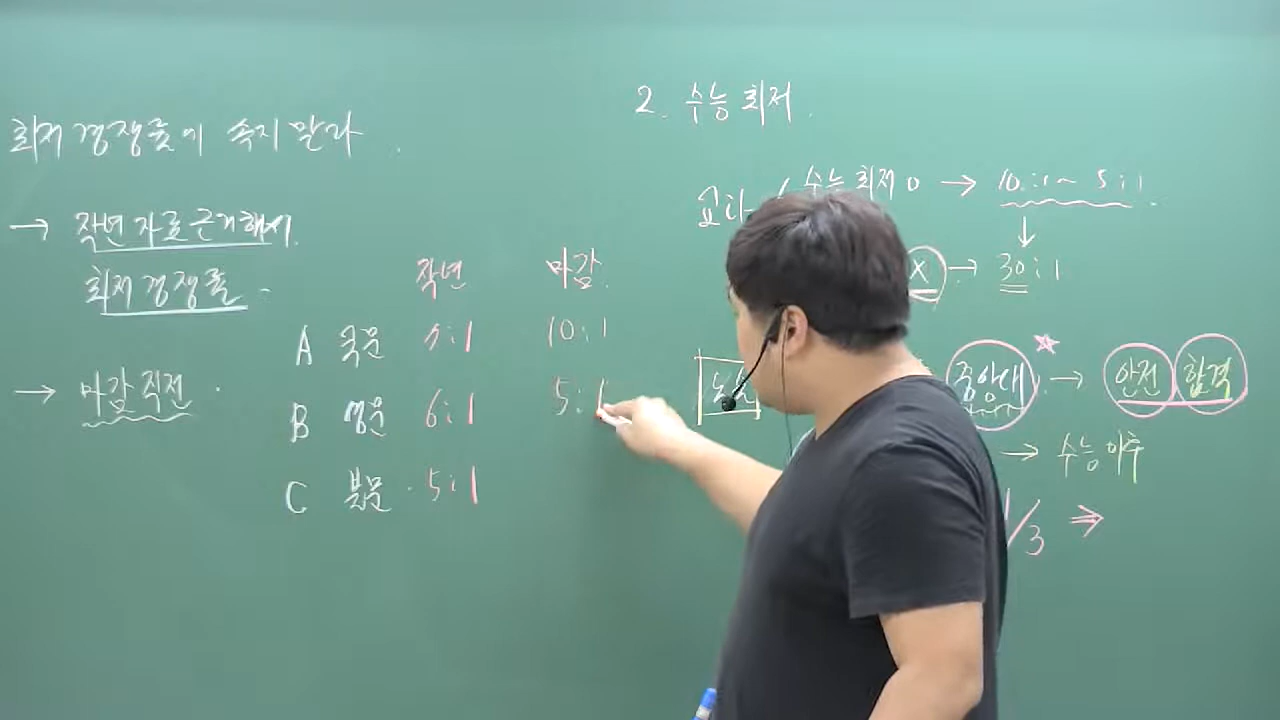 최저 경쟁률에 속지 말라.
→ 작년 자료 근거해서
최저 경쟁률
→ 마감 직전
작년 마감
A 국문 7:1 10:1
B 영문 6:1 5:1
C 불문 5:1
2. 수능 최저
수능 최저 O → 10:1 ~ 5:1
↓
X → 30:1
중앙대 → 안전 합격
→ 수능 이후
1/3 ⇒